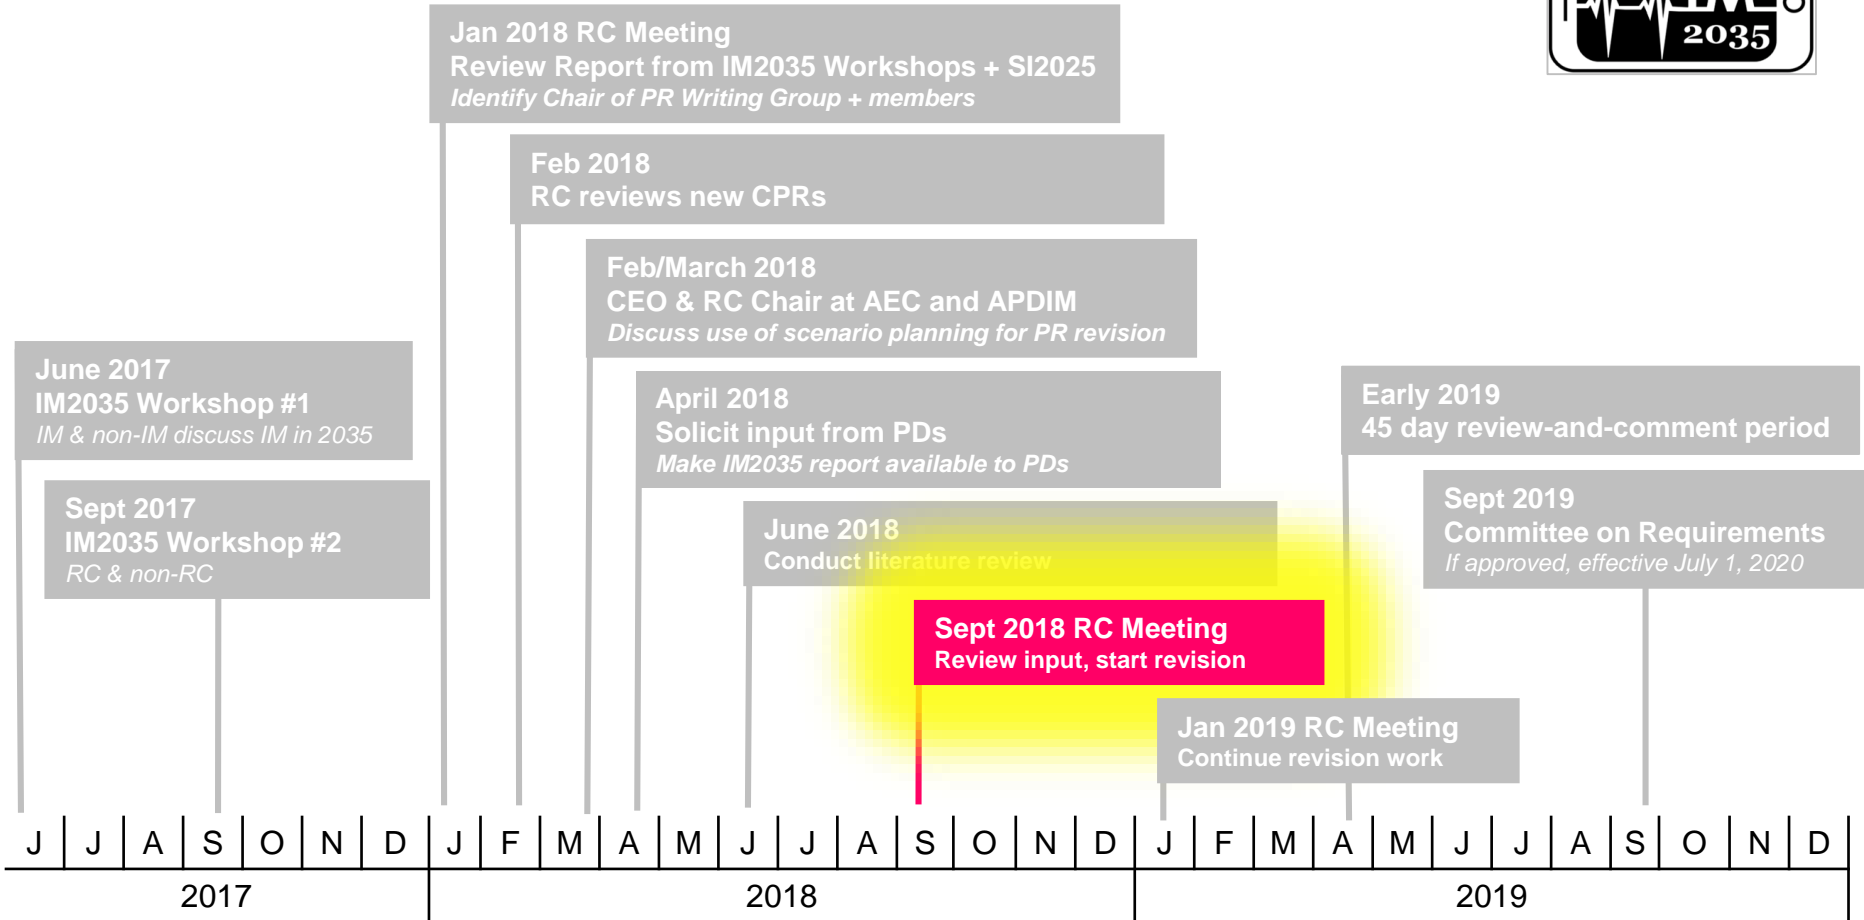 2035
Jan 2018 RC Meeting
Review Report from IM2035 Workshops + SI2025
Identify Chair of PR Writing Group + members
Feb 2018
RC reviews new CPRs
Feb/March 2018
CEO & RC Chair at AEC and APDIM
Discuss use of scenario planning for PR revision
June 2017
IM2035 Workshop #1
IM & non-IM discuss IM in 2035
April 2018
Solicit input from PDs
Make IM2035 report available to PDs
Early 2019
45 day review-and-comment period
Sept 2017
IM2035 Workshop #2
RC & non-RC
June 2018
Conduct literature review
Sept 2019
Committee on Requirements
If approved, effective July 1, 2020
Sept 2018 RC Meeting
Review input, start revision
Jan 2019 RC Meeting
Continue revision work
J J A S O N D J F M A M J J A S O N D J F M A M J J A S O N D
2017 2018 2019